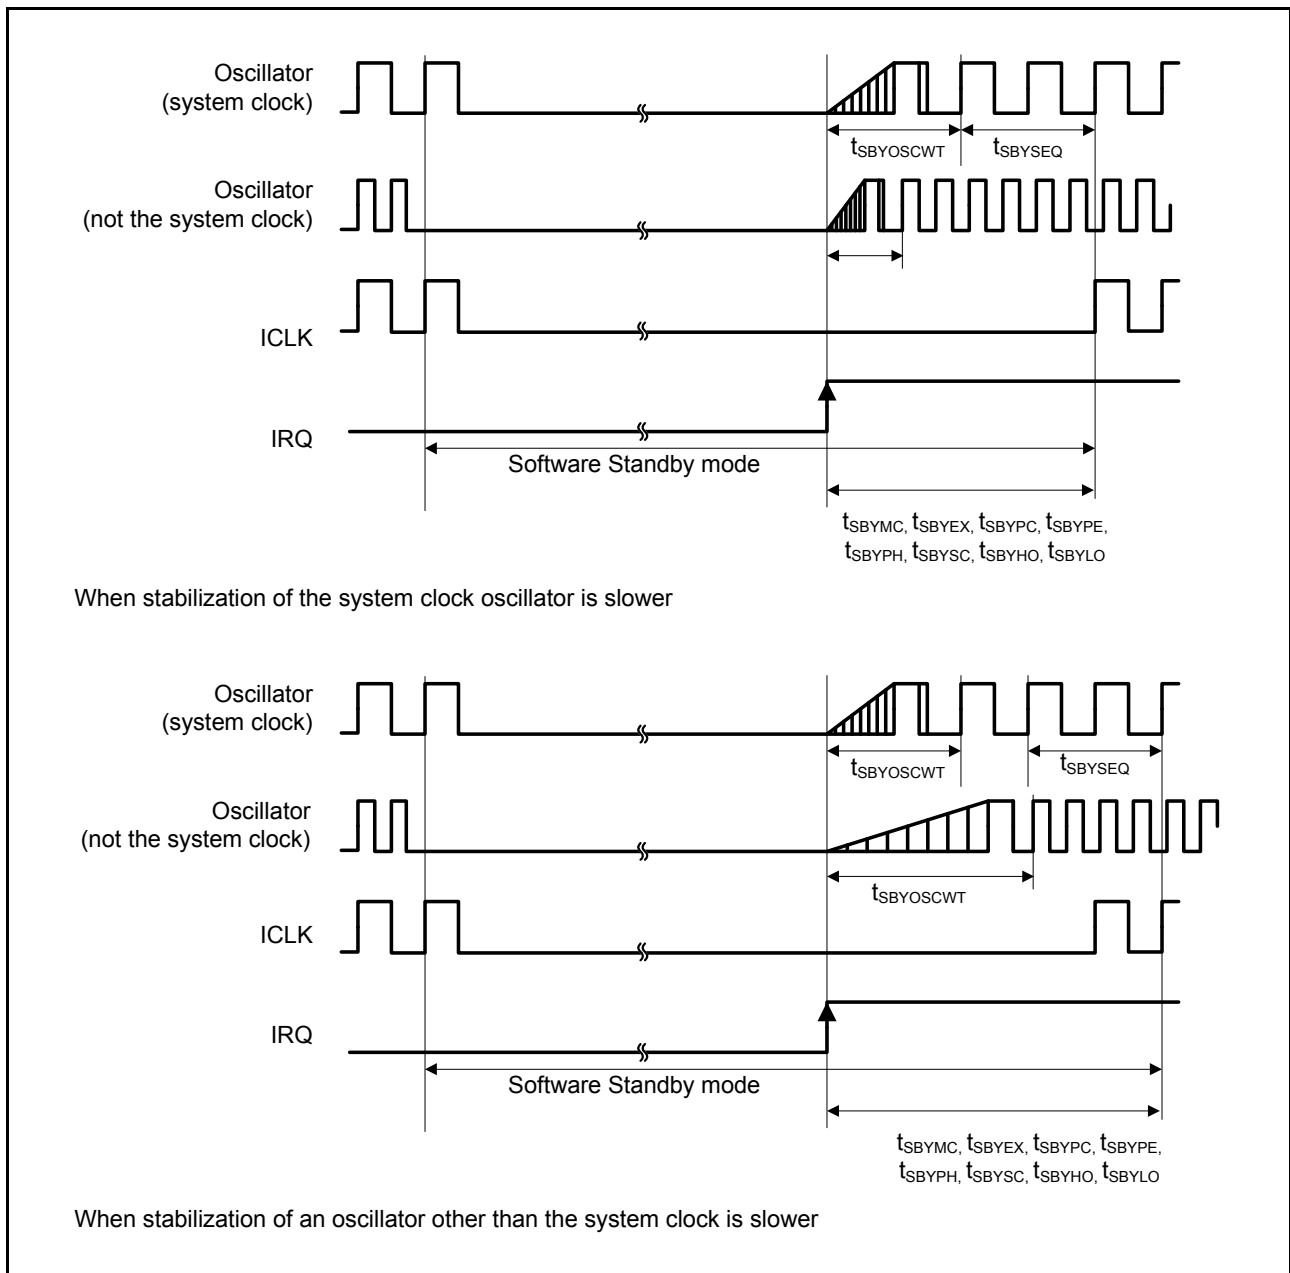 Oscillator
(system clock)
tSBYOSCWT
tSBYSEQ
Oscillator
(not the system clock)
ICLK
IRQ
Software Standby mode
tSBYMC, tSBYEX, tSBYPC, tSBYPE,
tSBYPH, tSBYSC, tSBYHO, tSBYLO
When stabilization of the system clock oscillator is slower
Oscillator
(system clock)
tSBYOSCWT
tSBYSEQ
Oscillator
(not the system clock)
tSBYOSCWT
ICLK
IRQ
Software Standby mode
tSBYMC, tSBYEX, tSBYPC, tSBYPE,
tSBYPH, tSBYSC, tSBYHO, tSBYLO
When stabilization of an oscillator other than the system clock is slower